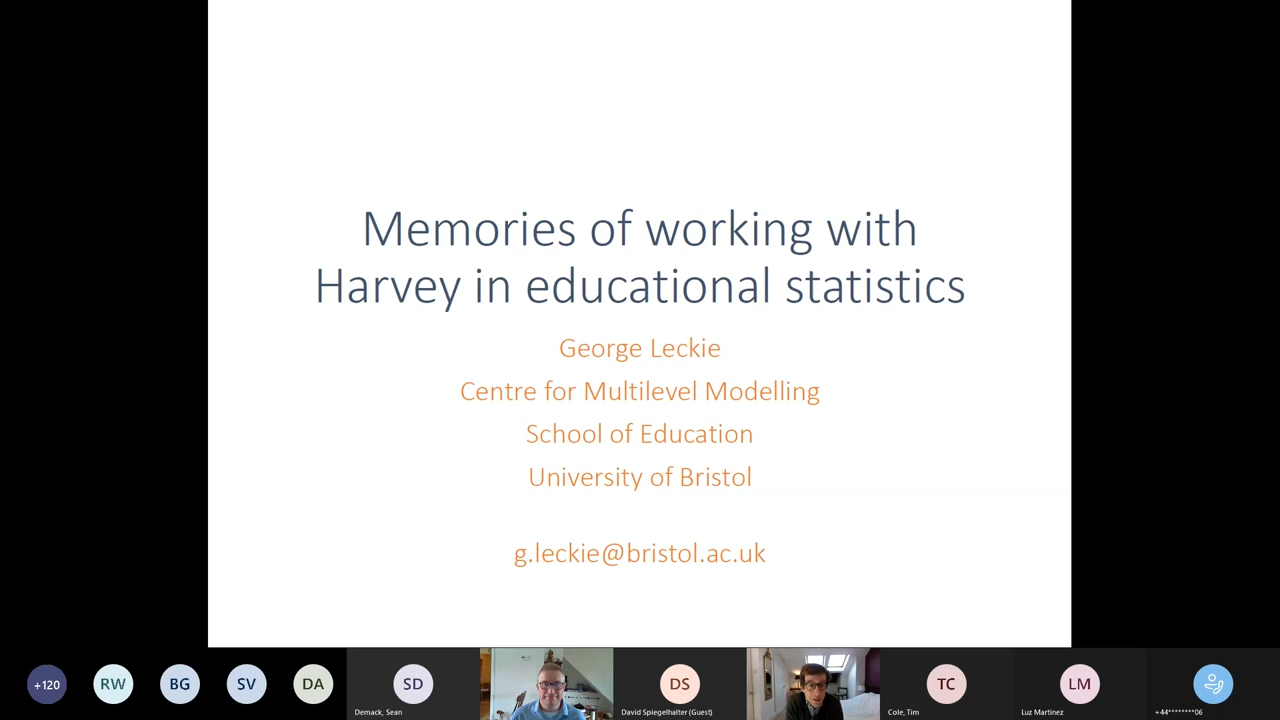 Memories of working with
Harvey in educational statistics
George Leckie
Centre for Multilevel Modelling
School of Education
University of Bristol
g.leckie@bristol.ac.uk
+120
RW
BG
SV
DA
SD
DS
TC
LM
Demack, Sean
David Spiegelhalter (Guest)
Cole, Tim
Luz Martinez
+44********06